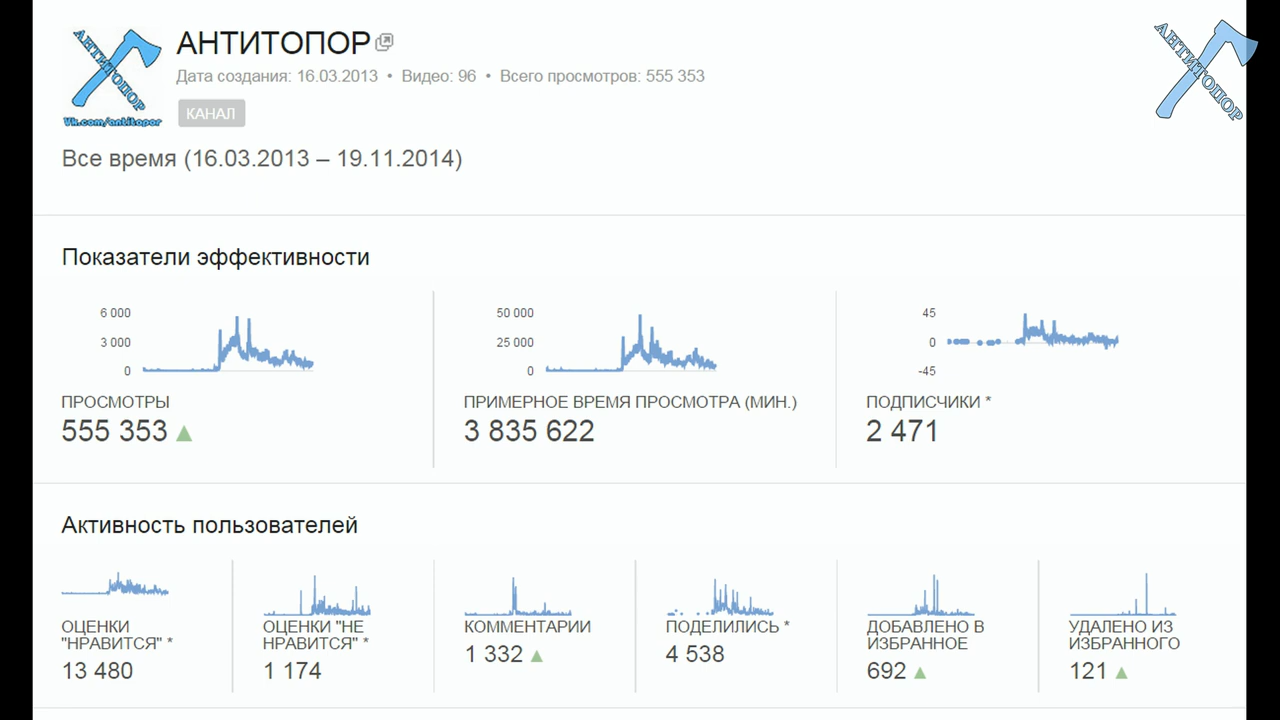 АНТИТОПОР
vk.com/antitopor
АНТИТОПОР
Дата создания: 16.03.2013 • Видео: 96 • Всего просмотров: 555 353
КАНАЛ
АНТИТОПОР
Все время (16.03.2013 – 19.11.2014)
Показатели эффективности
6 000
3 000
0
50 000
25 000
0
45
0
-45
ПРОСМОТРЫ
555 353
ПРИМЕРНОЕ ВРЕМЯ ПРОСМОТРА (МИН.)
3 835 622
ПОДПИСЧИКИ *
2 471
Активность пользователей
ОЦЕНКИ
"НРАВИТСЯ" *
13 480
ОЦЕНКИ "НЕ
НРАВИТСЯ" *
1 174
КОММЕНТАРИИ
1 332
ПОДЕЛИЛИСЬ *
4 538
ДОБАВЛЕНО В
ИЗБРАННОЕ
692
УДАЛЕНО ИЗ
ИЗБРАННОГО
121